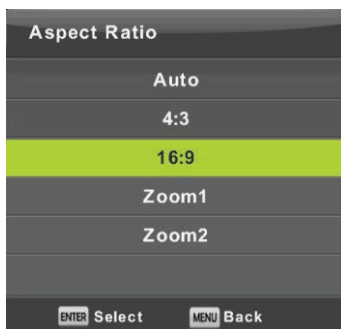 Aspect Ratio
Auto
4:3
16:9
Zoom1
Zoom2
ENTER Select MENU Back